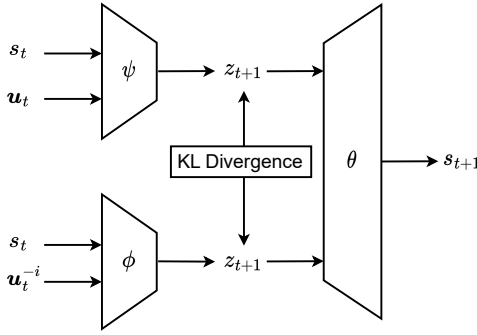 s_t
u_t
ψ
z_{t+1}
KL Divergence
θ
s_{t+1}
s_t
u_t^{-i}
ϕ
z_{t+1}